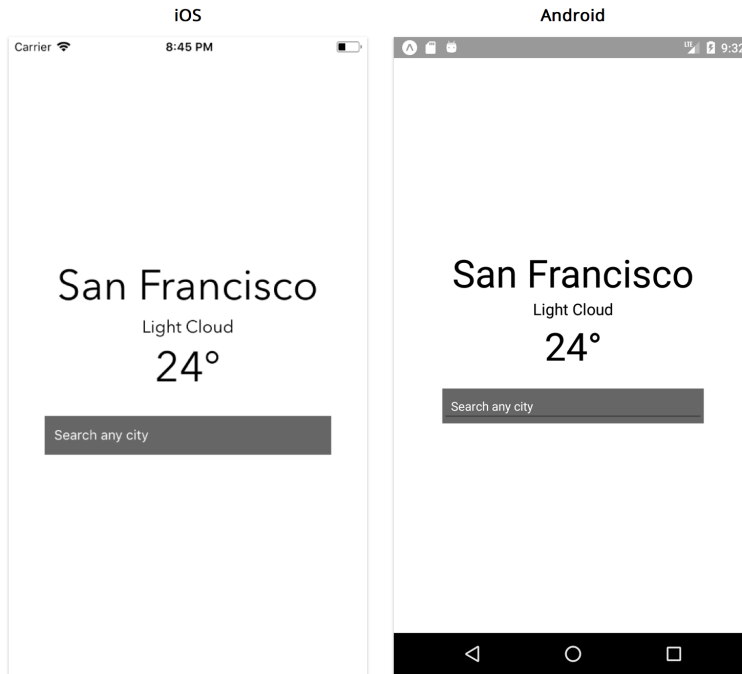 iOS
Carrier 8:45 PM
San Francisco
Light Cloud
24°
Search any city
Android
LTE 9:32
San Francisco
Light Cloud
24°
Search any city